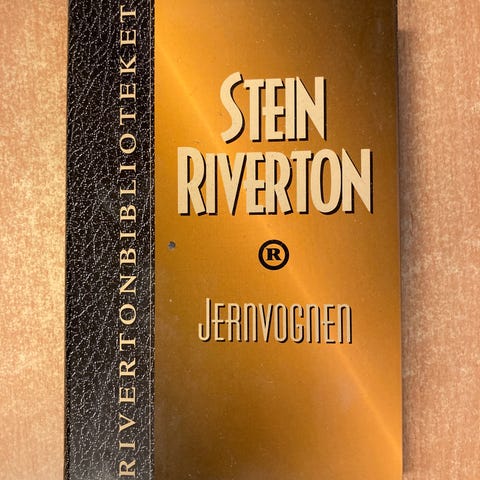 RIVERTONBIBLIOTEKET
STEIN
RIVERTON
R
JERNVOGNEN